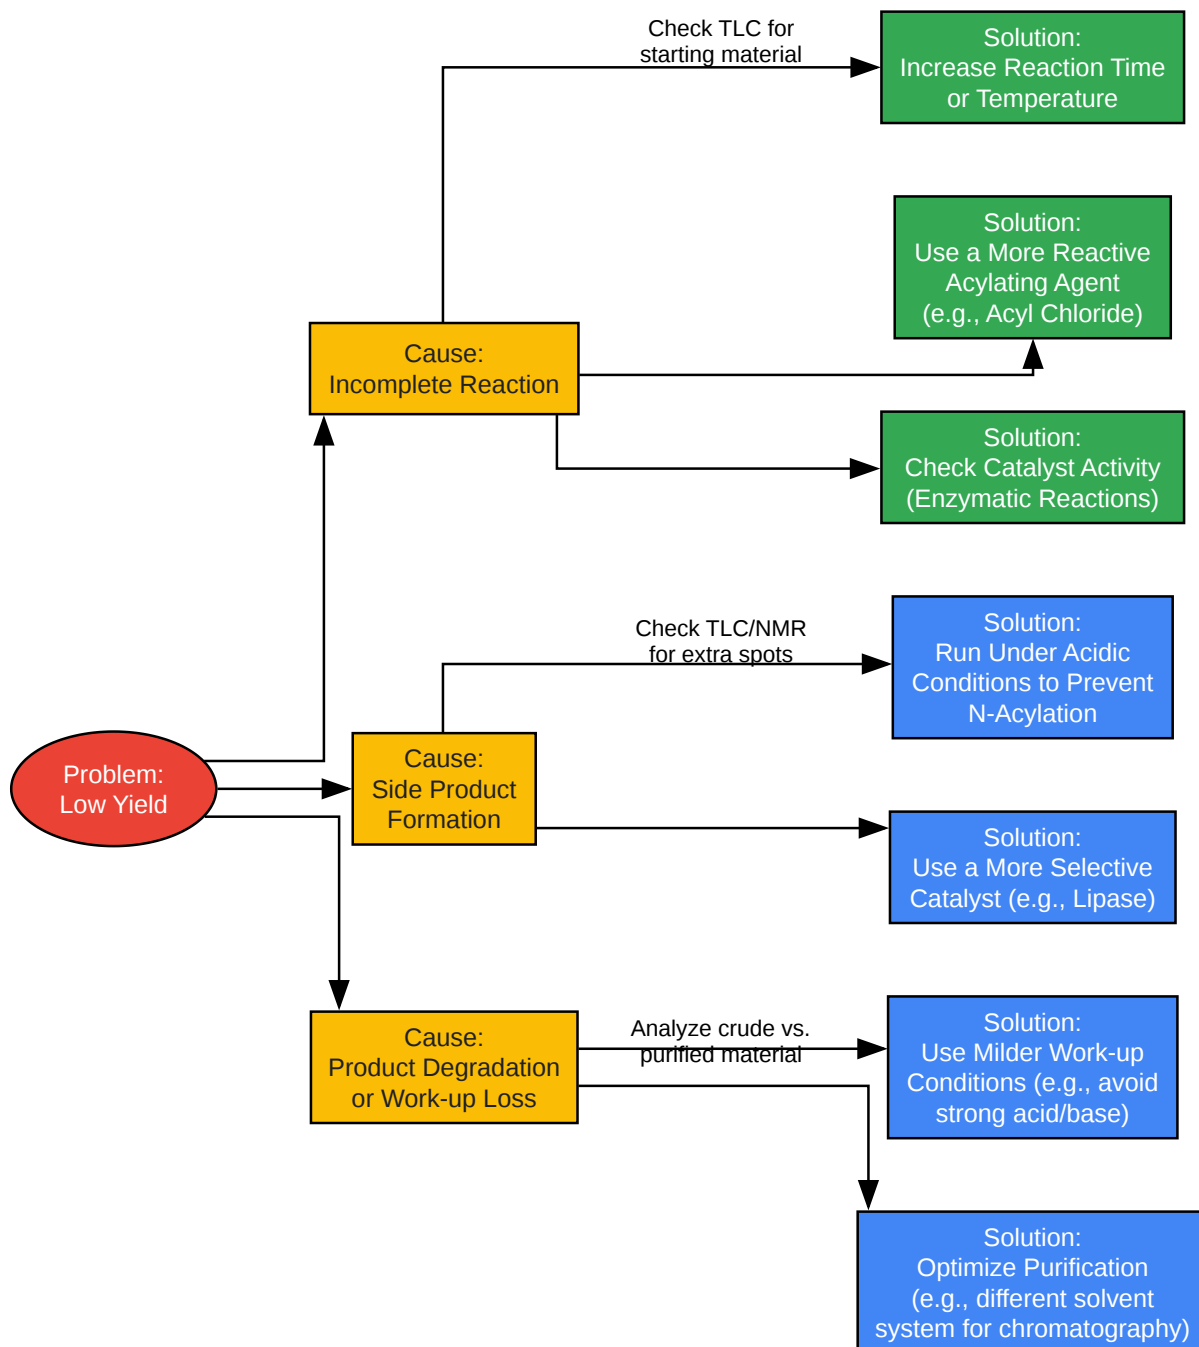 Check TLC for
starting material
Solution:
Increase Reaction Time
or Temperature
Solution:
Use a More Reactive
Acylating Agent
(e.g., Acyl Chloride)
Cause:
Incomplete Reaction
Solution:
Check Catalyst Activity
(Enzymatic Reactions)
Check TLC/NMR
for extra spots
Solution:
Run Under Acidic
Conditions to Prevent
N-Acylation
Problem:
Low Yield
Cause:
Side Product
Formation
Solution:
Use a More Selective
Catalyst (e.g., Lipase)
Cause:
Product Degradation
or Work-up Loss
Analyze crude vs.
purified material
Solution:
Use Milder Work-up
Conditions (e.g., avoid
strong acid/base)
Solution:
Optimize Purification
(e.g., different solvent
system for chromatography)